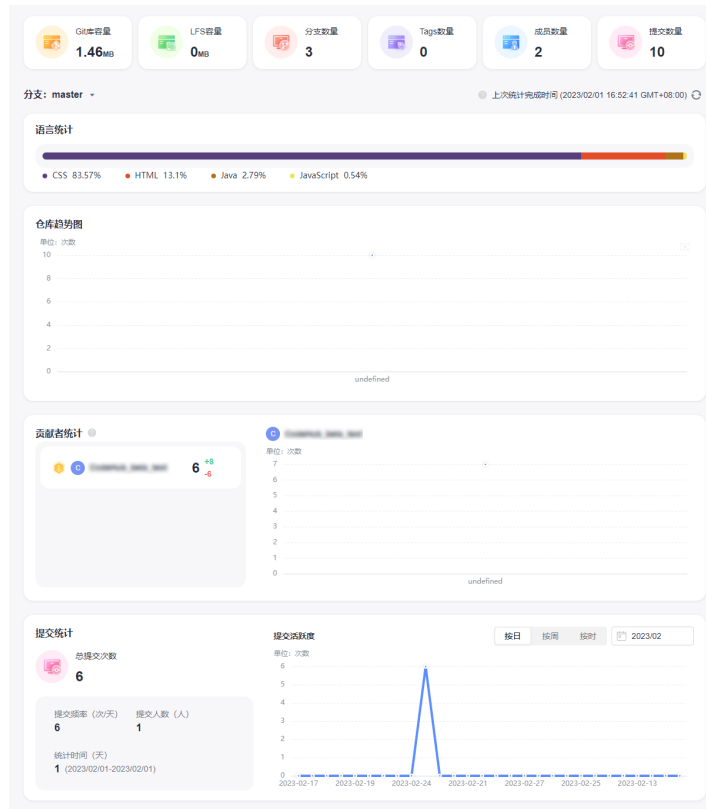 Git库容量
1.46MB
LFS容量
0MB
分支数量
3
Tags数量
0
成员数量
2
提交数量
10
分支：master
上次统计完成时间 (2023/02/01 16:52:41 GMT+08:00)
语言统计
CSS 83.57% HTML 13.1% Java 2.79% JavaScript 0.54%
仓库趋势图
单位：次数
10
8
6
4
2
0
undefined
贡献者统计
6 +8 -6
C
C
单位：次数
7
6
5
4
3
2
1
0
undefined
提交统计
总提交次数
6
提交频率（次/天） 提交人数（人）
6 1
统计时间（天）
1 (2023/02/01-2023/02/01)
提交活跃度
按日 按周 按时 2023/02
单位：次数
6
5
4
3
2
1
0
2023-02-17 2023-02-19 2023-02-24 2023-02-21 2023-02-27 2023-02-25 2023-02-13